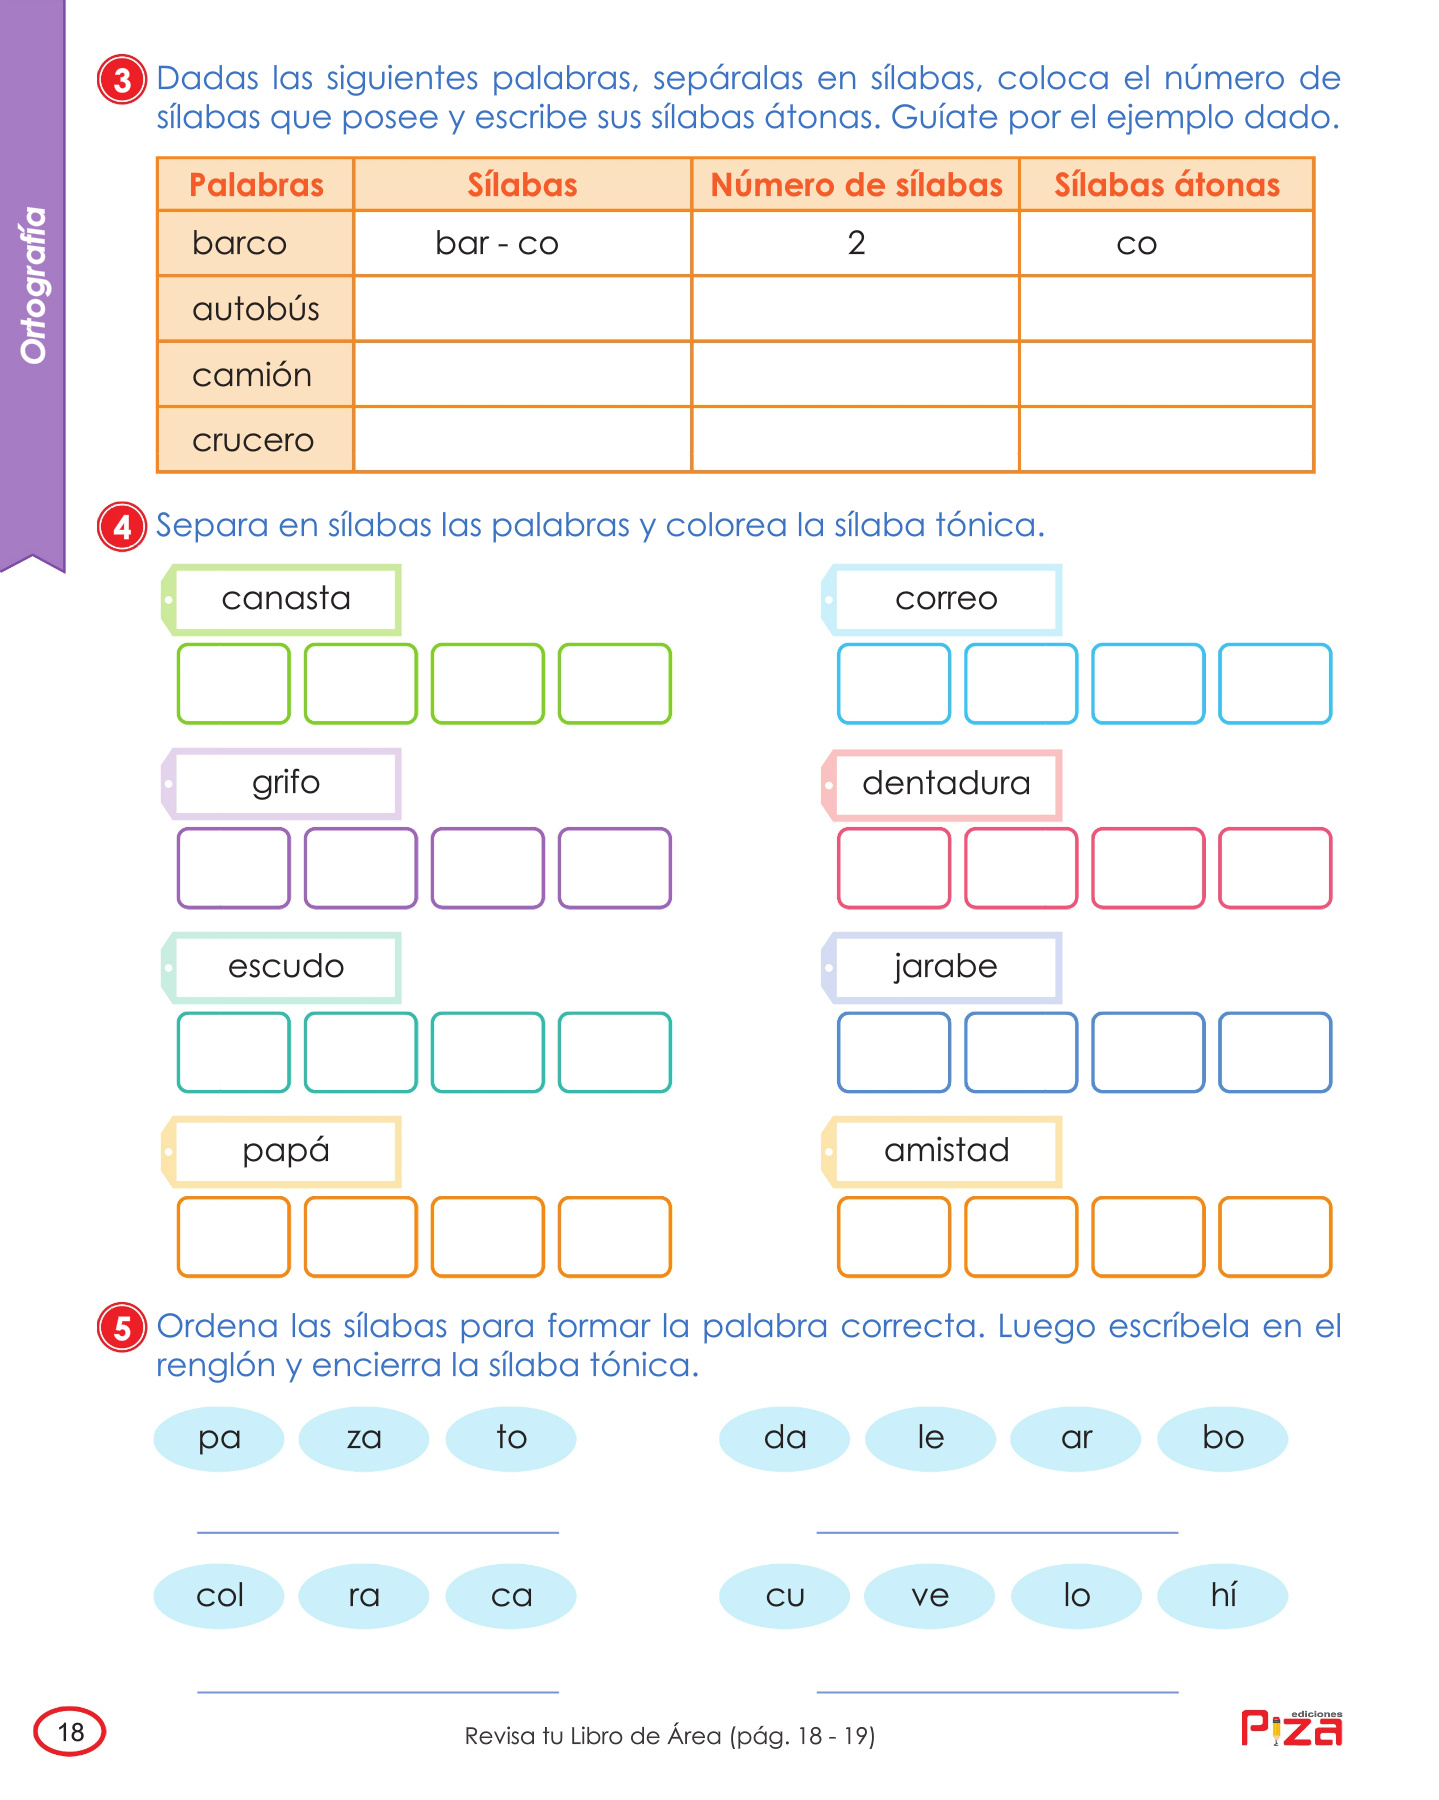 Ortografía
3 Dadas las siguientes palabras, sepáralas en sílabas, coloca el número de
sílabas que posee y escribe sus sílabas átonas. Guíate por el ejemplo dado.
Palabras Sílabas Número de sílabas Sílabas átonas
barco bar - co 2 co
autobús
camión
crucero
4 Separa en sílabas las palabras y colorea la sílaba tónica.
canasta correo
grifo dentadura
escudo jarabe
papá amistad
5 Ordena las sílabas para formar la palabra correcta. Luego escríbela en el
renglón y encierra la sílaba tónica.
pa za to da le ar bo
col ra ca cu ve lo hí
18 Revisa tu Libro de Área (pág. 18 - 19) ediciones
Piza